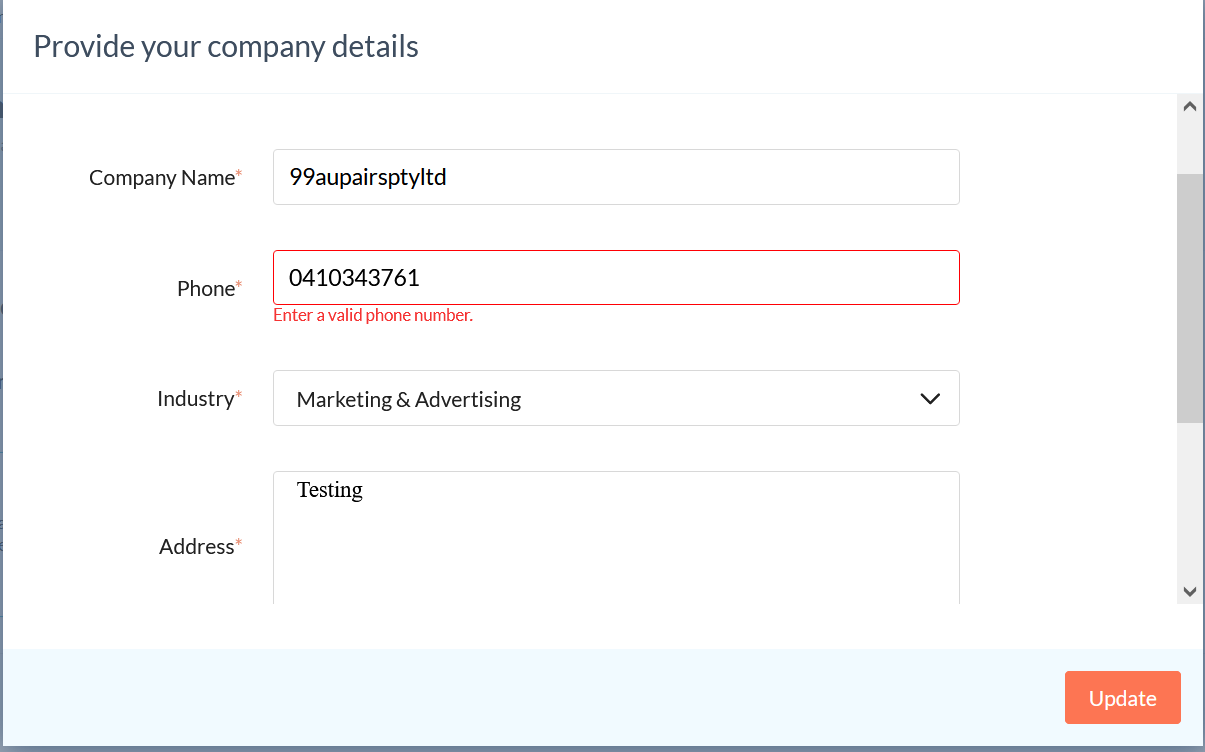 Provide your company details
Company Name*
99aupairsptyltd
Phone*
0410343761
Enter a valid phone number.
Industry*
Marketing & Advertising
Address*
Testing
Update